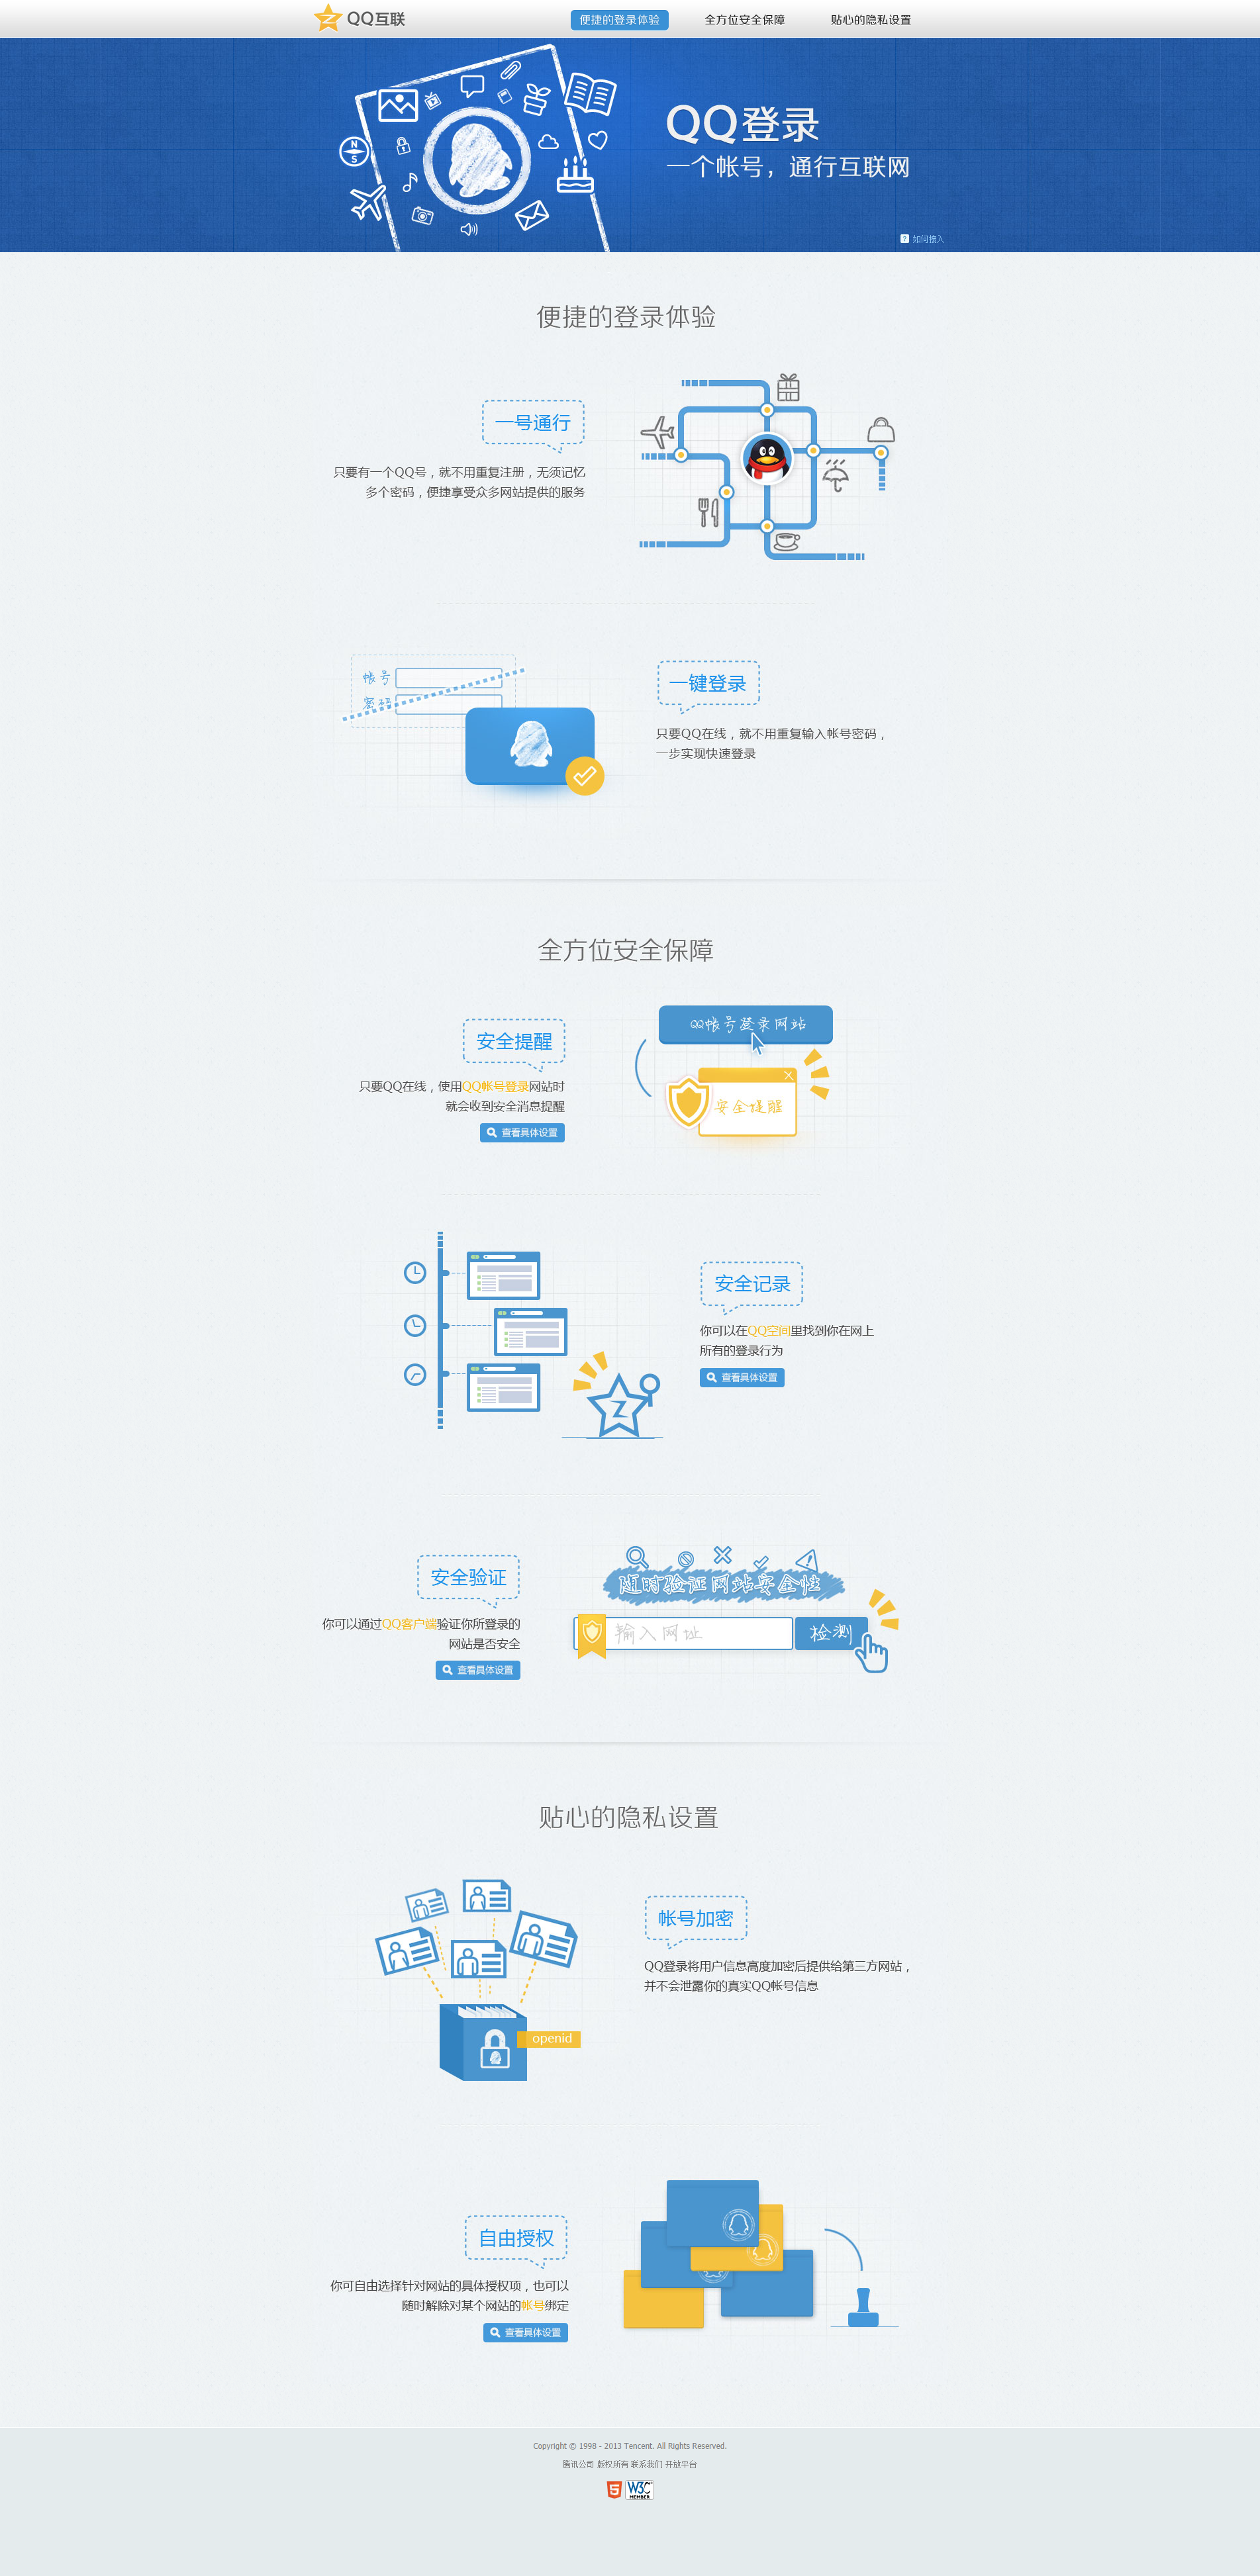 QQ互联
便捷的登录体验
全方位安全保障
贴心的隐私设置
N
S
QQ登录
一个帐号，通行互联网
? 如何接入
便捷的登录体验
一号通行
只要有一个QQ号，就不用重复注册，无须记忆
多个密码，便捷享受众多网站提供的服务
帐号
密码
一键登录
只要QQ在线，就不用重复输入帐号密码，
一步实现快速登录
全方位安全保障
QQ帐号登录网站
安全提醒
安全提醒
只要QQ在线，使用QQ帐号登录网站时
就会收到安全消息提醒
查看具体设置
安全记录
你可以在QQ空间里找到你在网上
所有的登录行为
查看具体设置
随时验证网站安全性
安全验证
你可以通过QQ客户端验证你所登录的
网站是否安全
查看具体设置
输入网址
检测
贴心的隐私设置
帐号加密
QQ登录将用户信息高度加密后提供给第三方网站，
并不会泄露你的真实QQ帐号信息
openid
自由授权
你可自由选择针对网站的具体授权项，也可以
随时解除对某个网站的帐号绑定
查看具体设置
Copyright © 1998 - 2013 Tencent. All Rights Reserved.
腾讯公司 版权所有 联系我们 开放平台
5
W3C
MEMBER